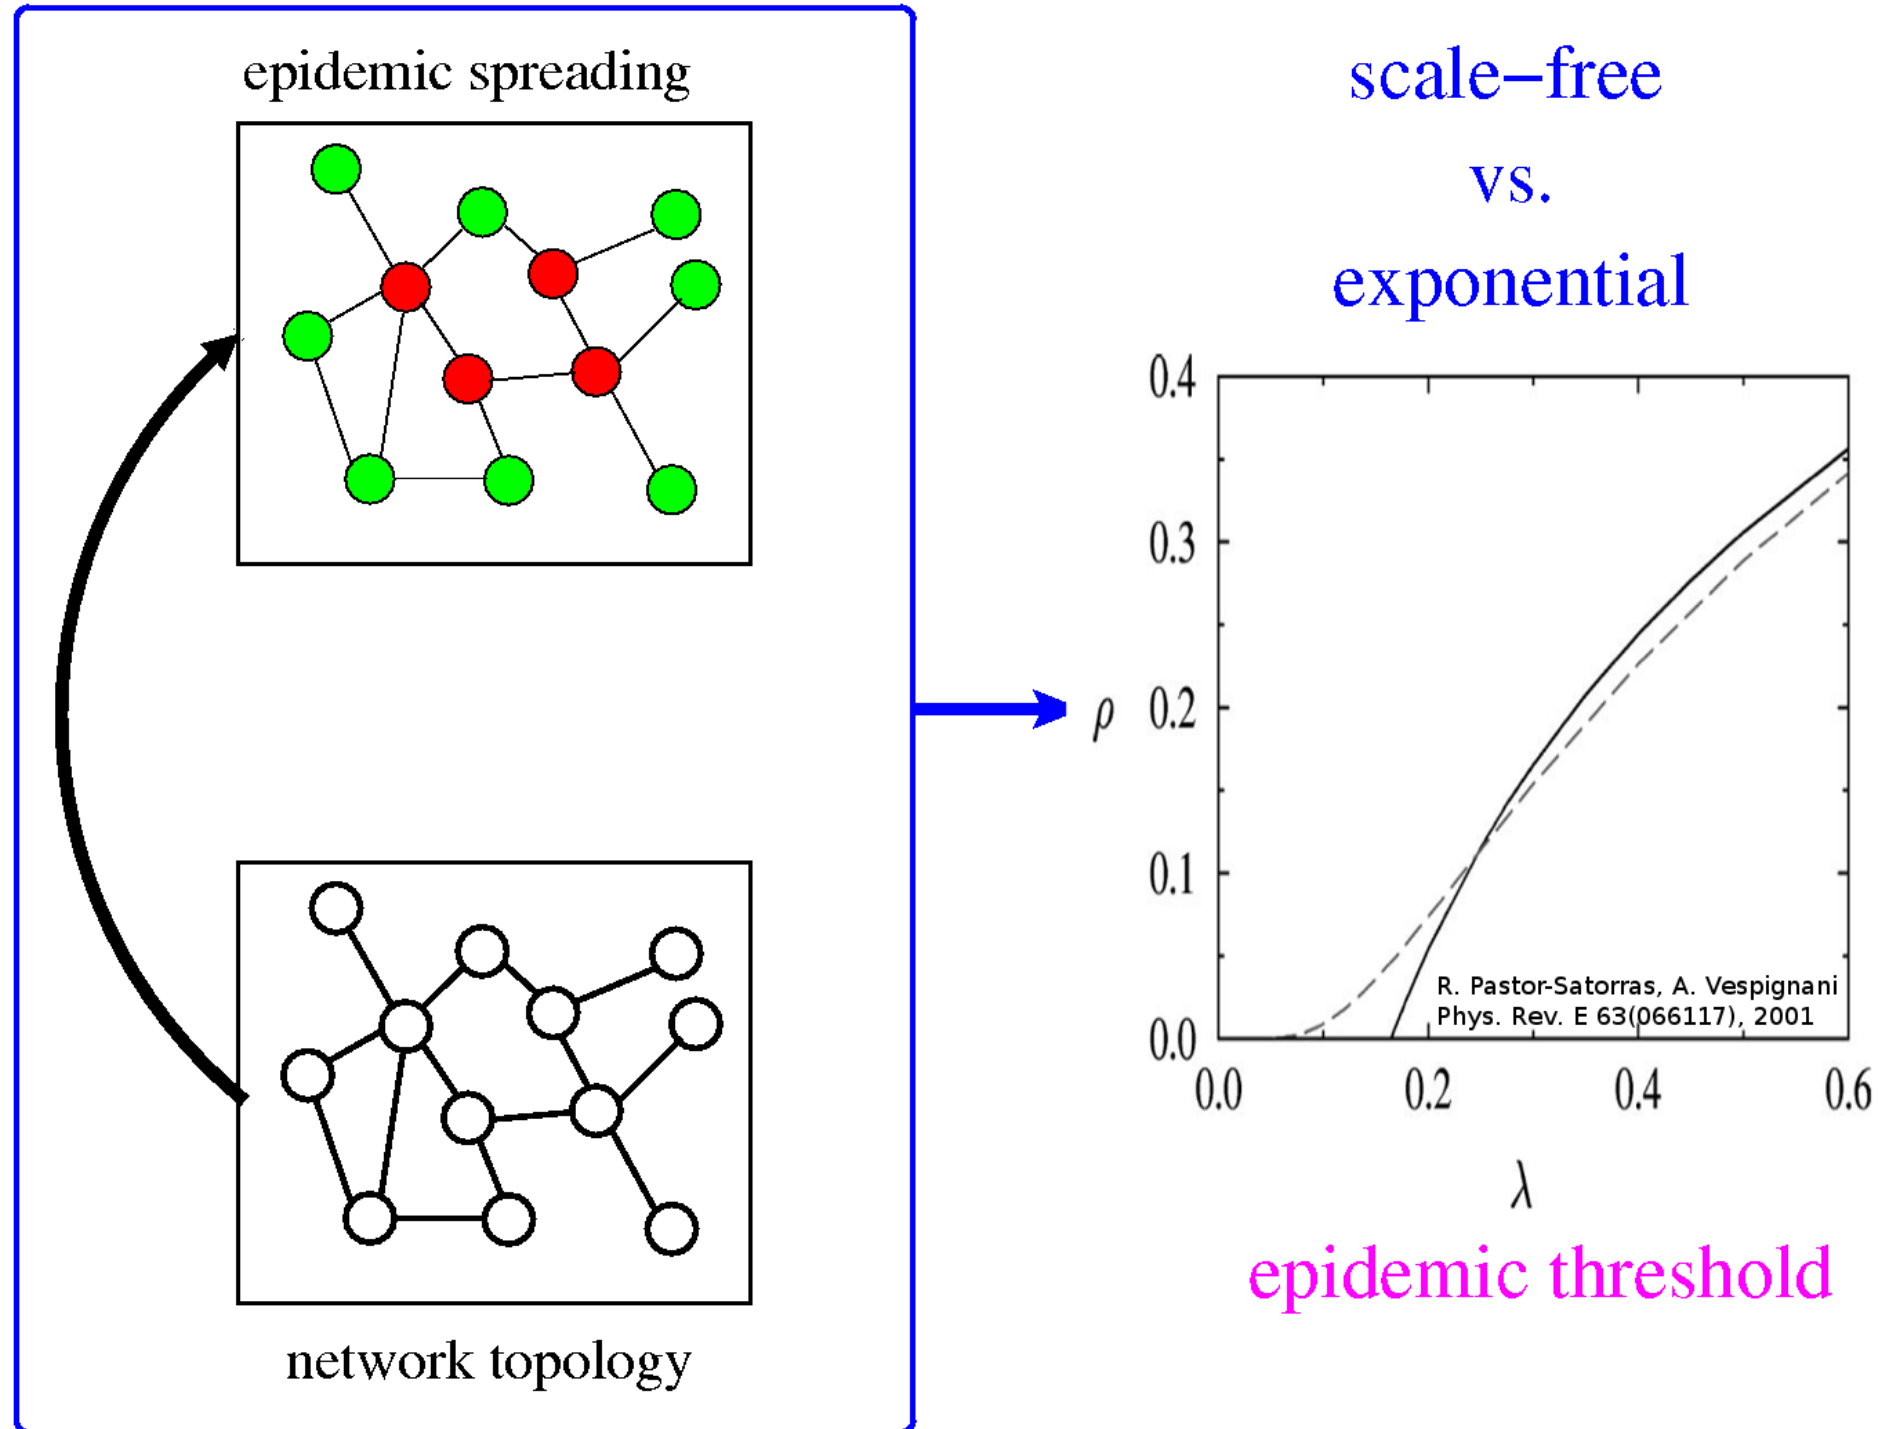 epidemic spreading
network topology
scale–free
vs.
exponential
0.4
0.3
ρ 0.2
0.1
0.0
R. Pastor-Satorras, A. Vespignani
Phys. Rev. E 63(066117), 2001
0.0 0.2 0.4 0.6
λ
epidemic threshold